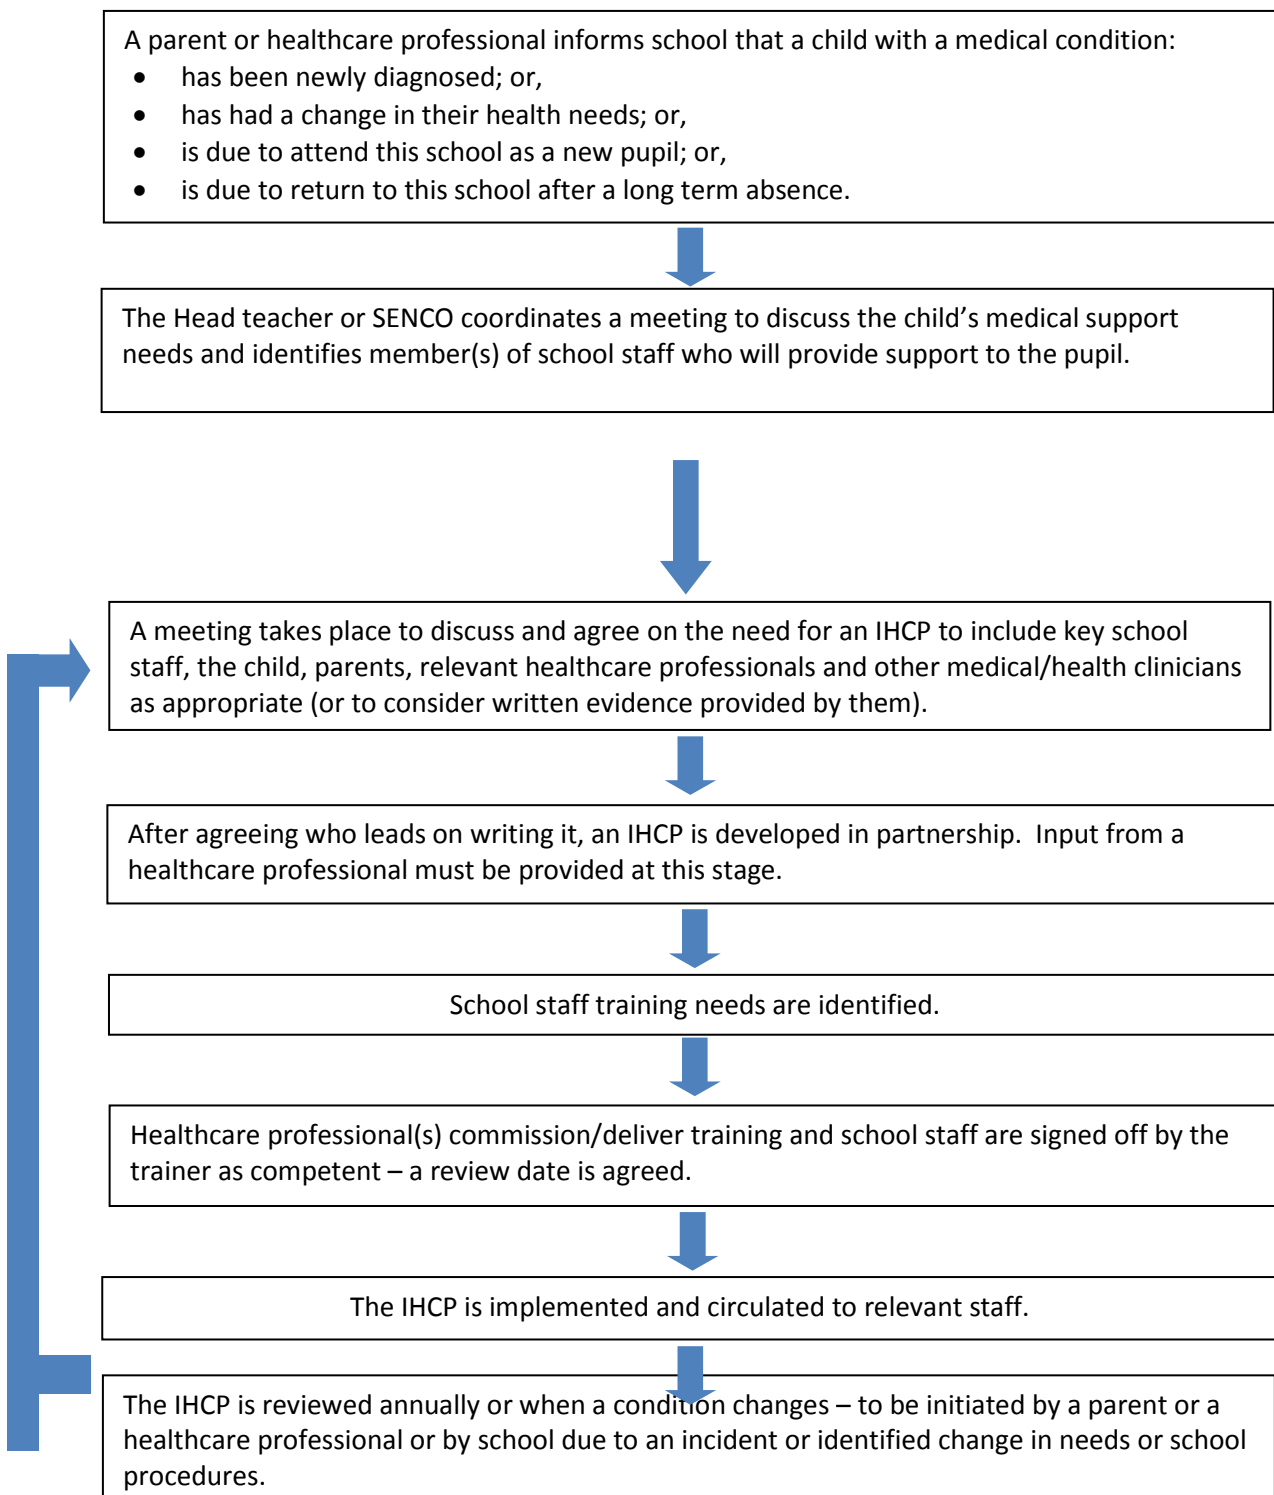 A parent or healthcare professional informs school that a child with a medical condition:
• has been newly diagnosed; or,
• has had a change in their health needs; or,
• is due to attend this school as a new pupil; or,
• is due to return to this school after a long term absence.
The Head teacher or SENCO coordinates a meeting to discuss the child’s medical support
needs and identifies member(s) of school staff who will provide support to the pupil.
A meeting takes place to discuss and agree on the need for an IHCP to include key school
staff, the child, parents, relevant healthcare professionals and other medical/health clinicians
as appropriate (or to consider written evidence provided by them).
After agreeing who leads on writing it, an IHCP is developed in partnership.  Input from a
healthcare professional must be provided at this stage.
School staff training needs are identified.
Healthcare professional(s) commission/deliver training and school staff are signed off by the
trainer as competent – a review date is agreed.
The IHCP is implemented and circulated to relevant staff.
The IHCP is reviewed annually or when a condition changes – to be initiated by a parent or a
healthcare professional or by school due to an incident or identified change in needs or school
procedures.